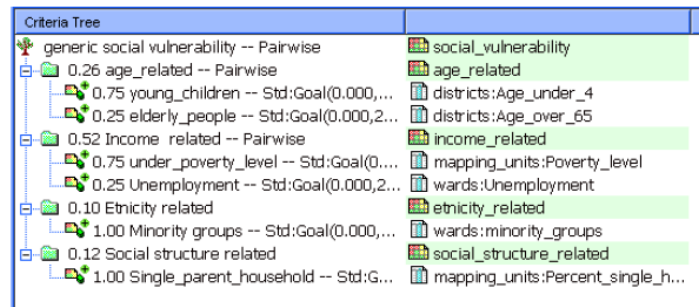 Criteria Tree
generic social vulnerability -- Pairwise social_vulnerability
0.26 age_related -- Pairwise age_related
0.75 young_children -- Std:Goal(0.000,... districts:Age_under_4
0.25 elderly_people -- Std:Goal(0.000,2... districts:Age_over_65
0.52 Income related -- Pairwise income_related
0.75 under_poverty_level -- Std:Goal(0.... mapping_units:Poverty_level
0.25 Unemployment -- Std:Goal(0.000,2... wards:Unemployment
0.10 Etnicity related etnicity_related
1.00 Minority groups -- Std:Goal(0.000,... wards:minority_groups
0.12 Social structure related social_structure_related
1.00 Single_parent_household -- Std:G... mapping_units:Percent_single_h...